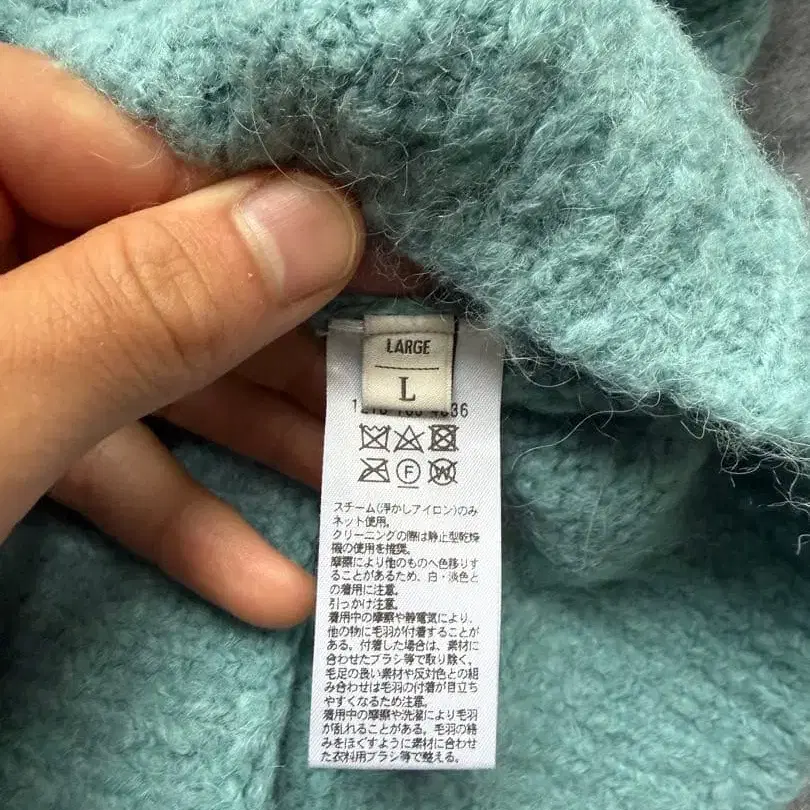 LARGE
L
スチーム(浮かしアイロン)のみ
ネット使用。
クリーニングの際は静止型乾燥
機の使用を推奨。
摩擦により他のものへ色移りす
ることがあるため、白・淡色と
の着用に注意。
引っかけ注意。
着用中の摩擦や静電気により、
他の物に毛羽が付着することが
ある。付着した場合は、素材に
合わせたブラシ等で取り除く。
毛足の長い素材や反対色との組
み合わせは毛羽の付着が目立ち
やすくなるため注意。
着用中の摩擦や洗濯により毛羽
が乱れることがある。毛羽の絡
みをほぐすように素材に合わせ
た衣料用ブラシ等で整える。